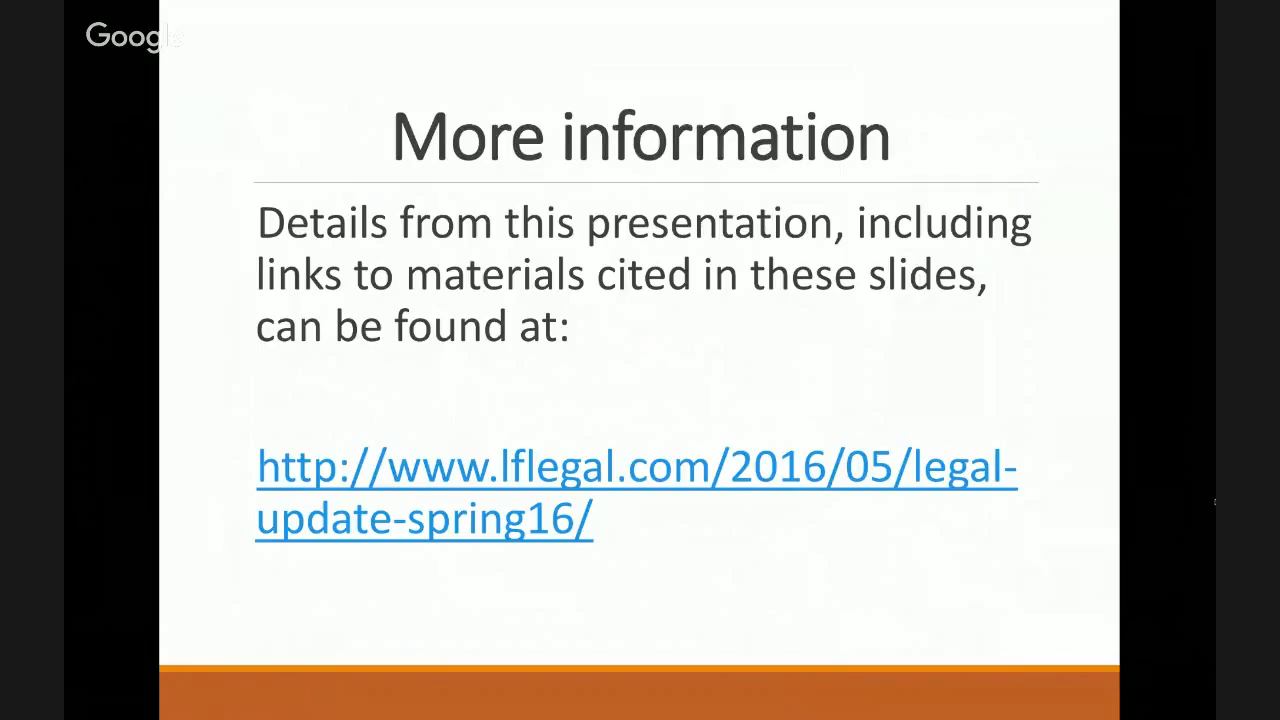 Google
More information
Details from this presentation, including
links to materials cited in these slides,
can be found at:
http://www.lflegal.com/2016/05/legal-
update-spring16/